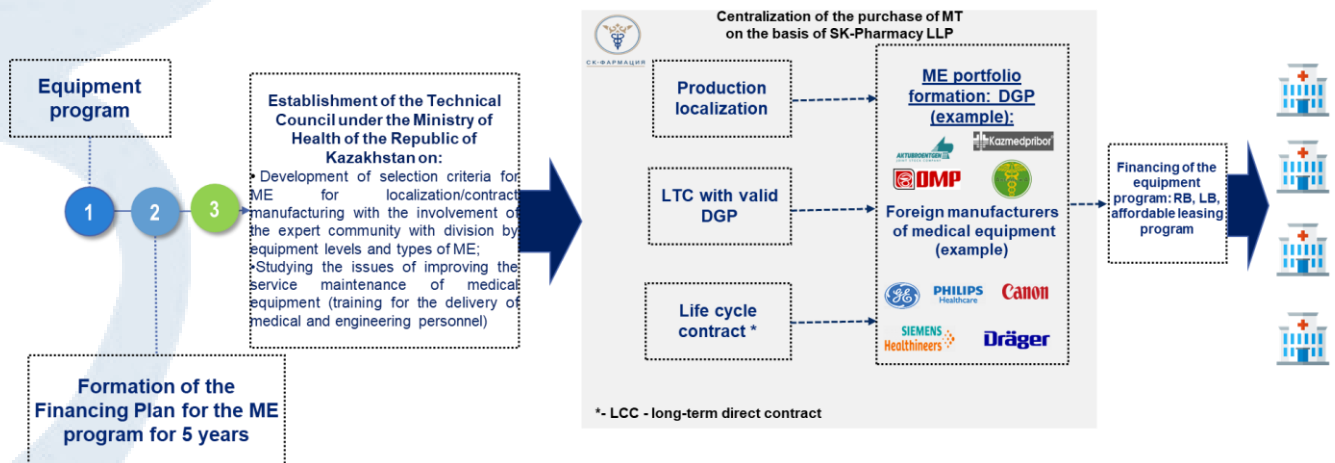 Equipment
program
1
2
3
Formation of the
Financing Plan for the ME
program for 5 years
Establishment of the Technical
Council under the Ministry of
Health of the Republic of
Kazakhstan on:
• Development of selection criteria for
ME for localization/contract
manufacturing with the involvement of
the expert community with division by
equipment levels and types of ME;
•Studying the issues of improving the
service maintenance of medical
equipment (training for the delivery of
medical and engineering personnel)
СК-ФАРМАЦИЯ
Centralization of the purchase of MT
on the basis of SK-Pharmacy LLP
Production
localization
LTC with valid
DGP
Life cycle
contract *
ME portfolio
formation: DGP
(example):
AKTUBROENTGEN
JOINT STOCK COMPANY
Kazmedpribor
DMP
Foreign manufacturers
of medical equipment
(example)
GE
PHILIPS
Healthcare
Canon
SIEMENS
Healthineers
Dräger
*- LCC - long-term direct contract
Financing of the
equipment
program: RB, LB,
affordable leasing
program